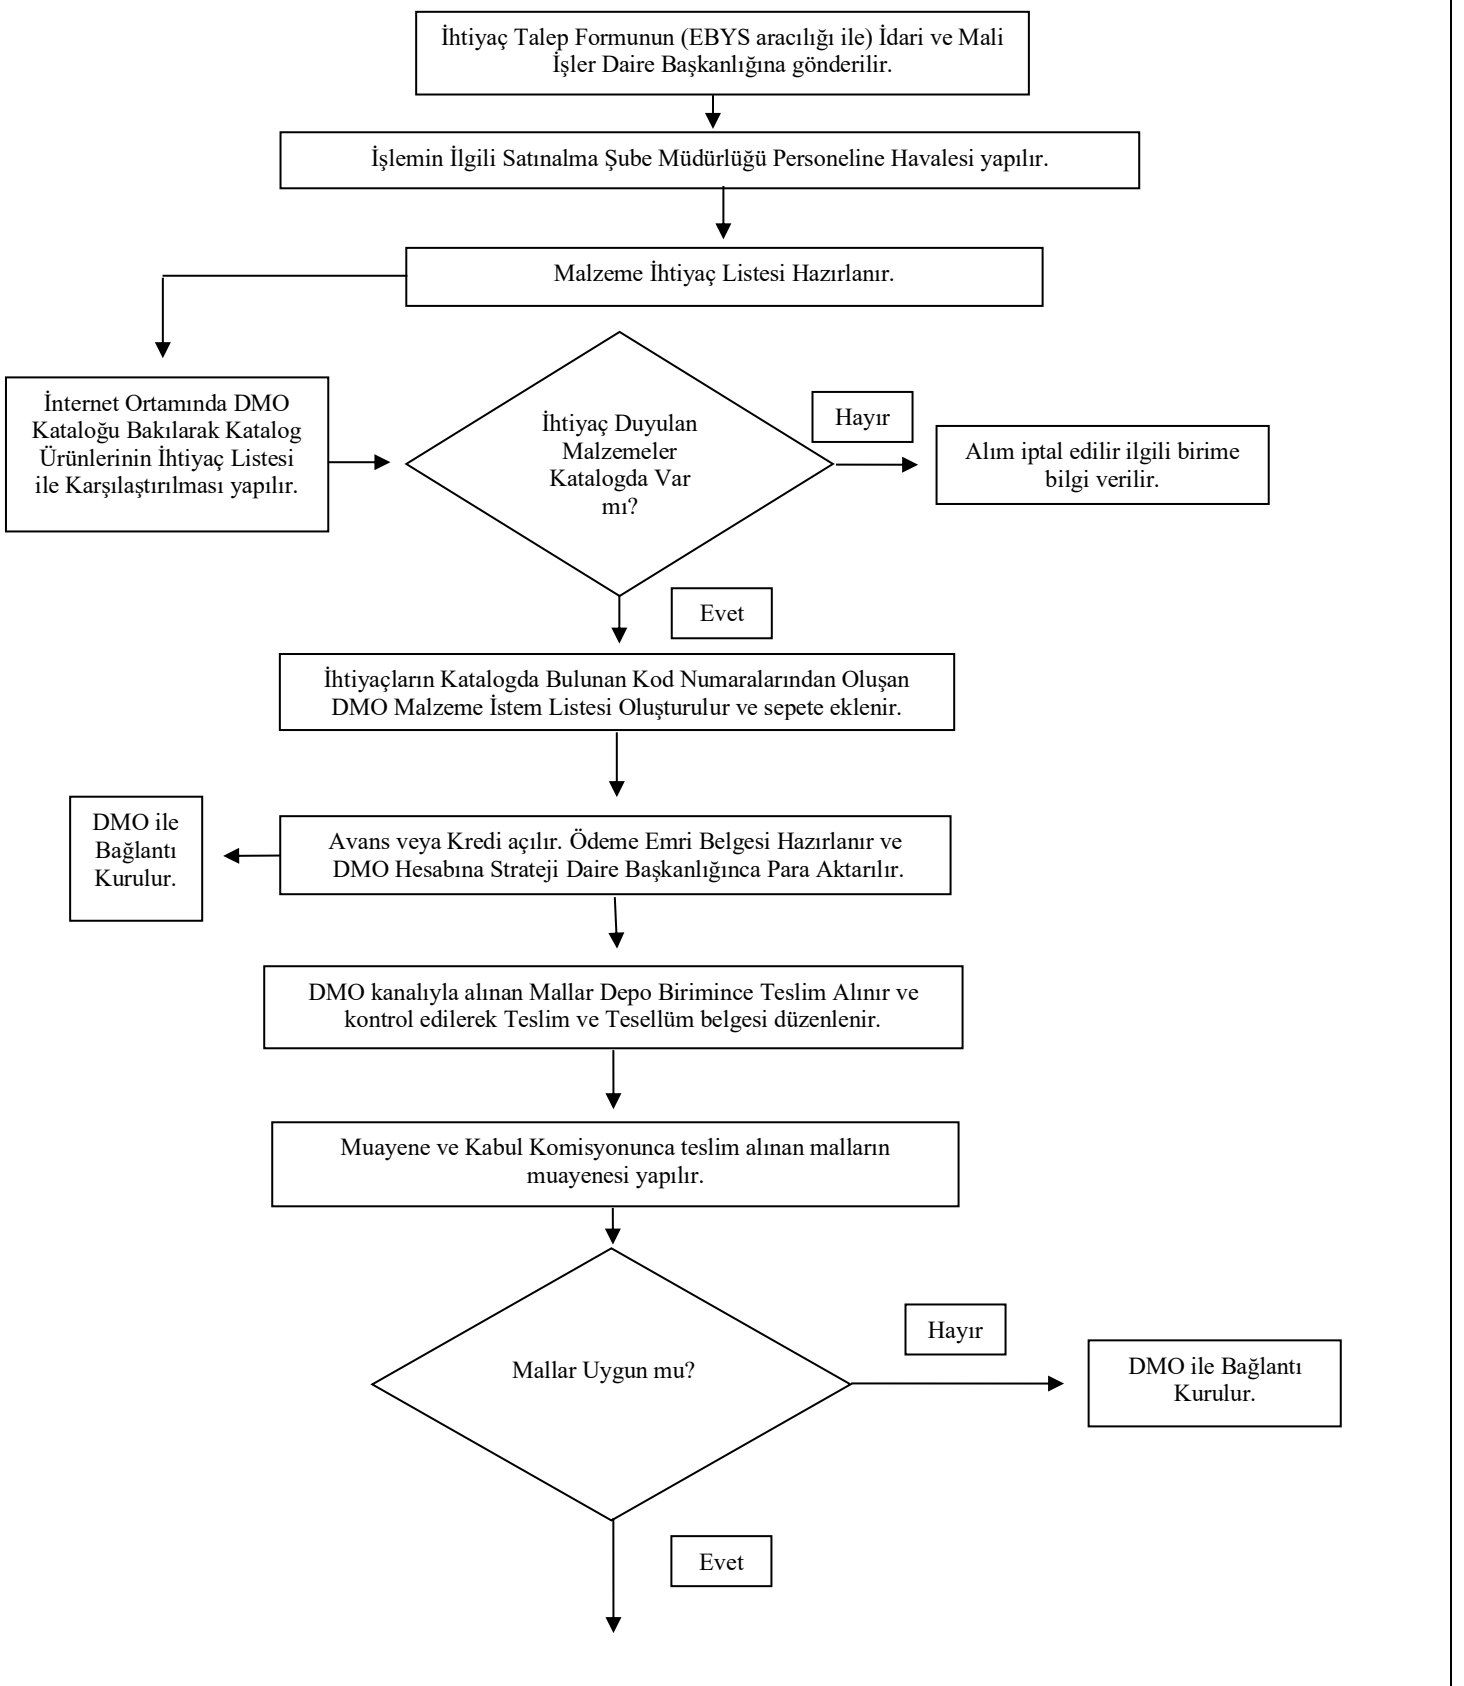 İhtiyaç Talep Formunun (EBYS aracılığı ile) İdari ve Mali
İşler Daire Başkanlığına gönderilir.
İşlemin İlgili Satınalma Şube Müdürlüğü Personeline Havalesi yapılır.
Malzeme İhtiyaç Listesi Hazırlanır.
İnternet Ortamında DMO
Kataloğu Bakılarak Katalog
Ürünlerinin İhtiyaç Listesi
ile Karşılaştırılması yapılır.
İhtiyaç Duyulan
Malzemeler
Katalogda Var
mı?
Hayır
Alım iptal edilir ilgili birime
bilgi verilir.
Evet
İhtiyaçların Katalogda Bulunan Kod Numaralarından Oluşan
DMO Malzeme İstem Listesi Oluşturulur ve sepete eklenir.
DMO ile
Bağlantı
Kurulur.
Avans veya Kredi açılır. Ödeme Emri Belgesi Hazırlanır ve
DMO Hesabına Strateji Daire Başkanlığınca Para Aktarılır.
DMO kanalıyla alınan Mallar Depo Birimince Teslim Alınır ve
kontrol edilerek Teslim ve Tesellüm belgesi düzenlenir.
Muayene ve Kabul Komisyonunca teslim alınan malların
muayenesi yapılır.
Mallar Uygun mu?
Hayır
DMO ile Bağlantı
Kurulur.
Evet